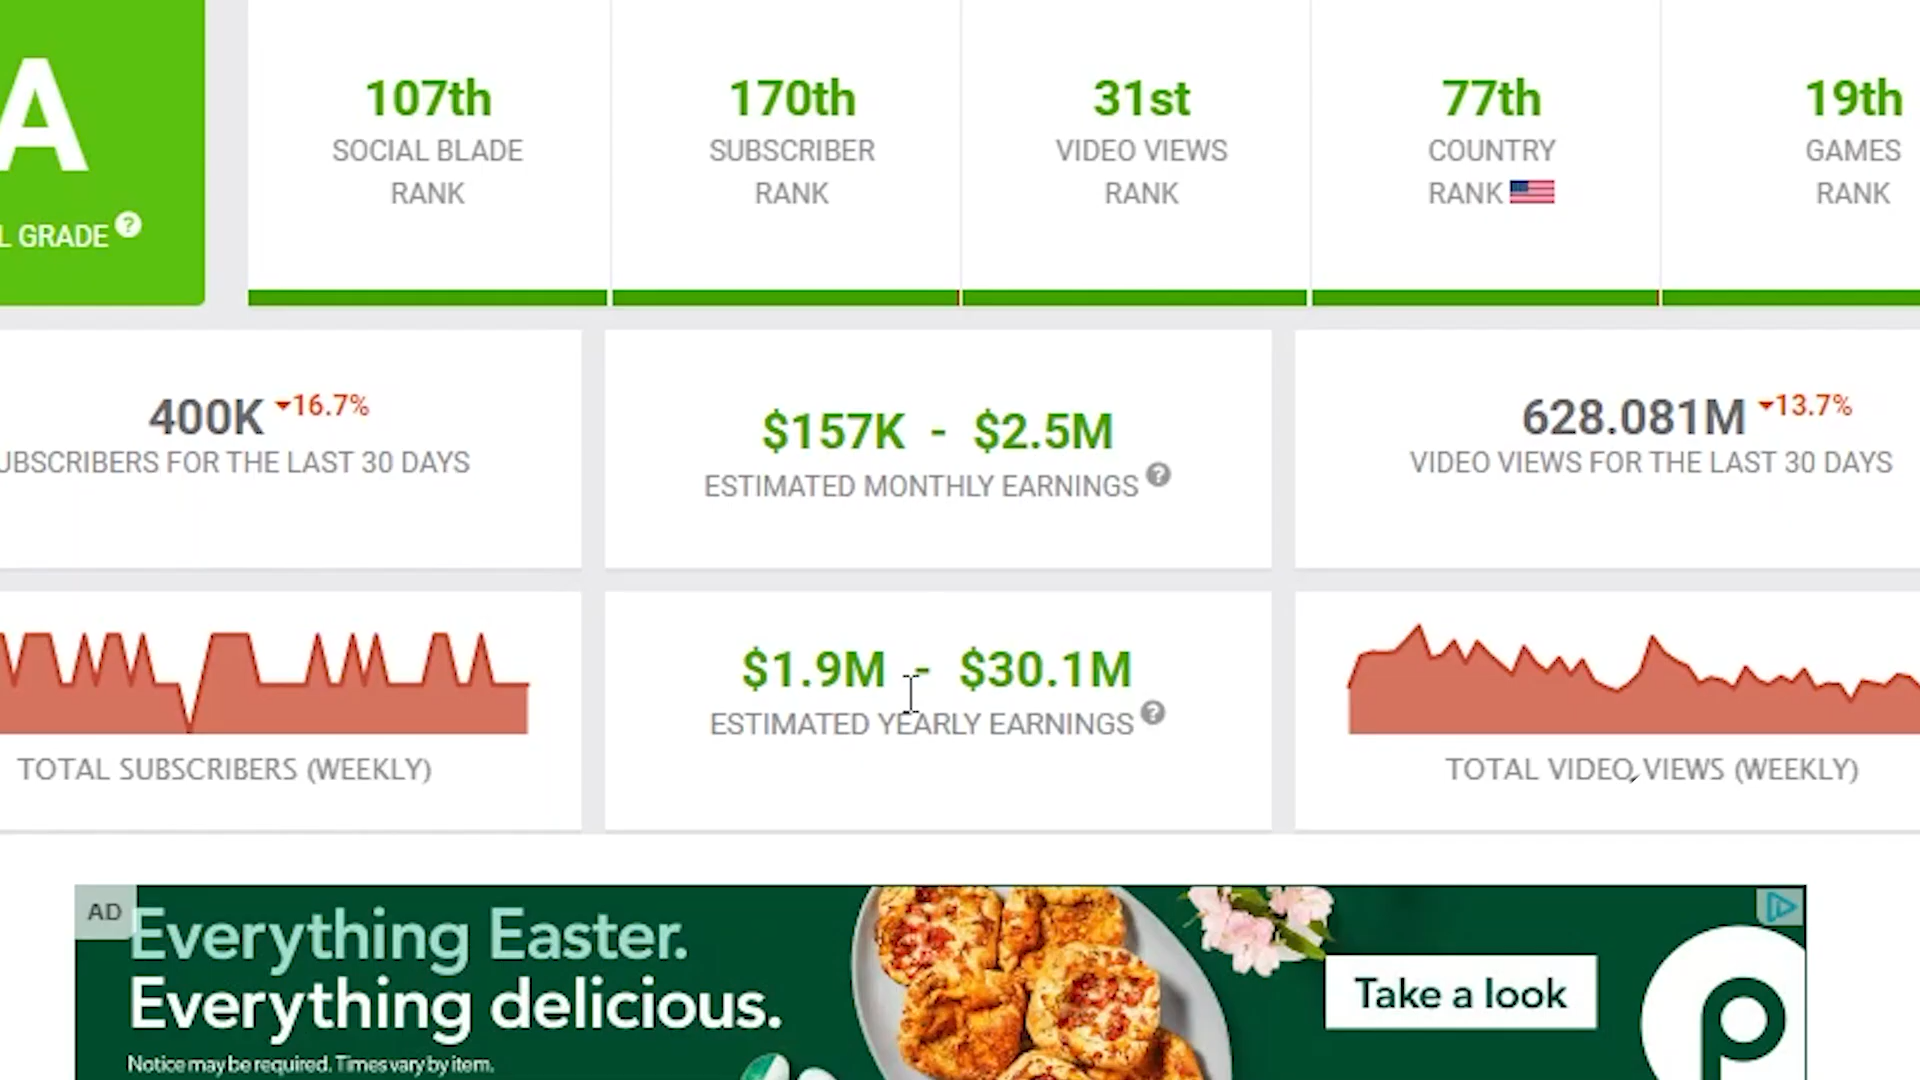 A
L GRADE ?
107th
SOCIAL BLADE
RANK
170th
SUBSCRIBER
RANK
31st
VIDEO VIEWS
RANK
77th
COUNTRY
RANK
19th
GAMES
RANK
400K 16.7%
UBSCRIBERS FOR THE LAST 30 DAYS
$157K - $2.5M
ESTIMATED MONTHLY EARNINGS ?
628.081M 13.7%
VIDEO VIEWS FOR THE LAST 30 DAYS
TOTAL SUBSCRIBERS (WEEKLY)
$1.9M - $30.1M
ESTIMATED YEARLY EARNINGS ?
TOTAL VIDEO VIEWS (WEEKLY)
AD
Everything Easter.
Everything delicious.
Notice may be required. Times vary by item.
Take a look
p